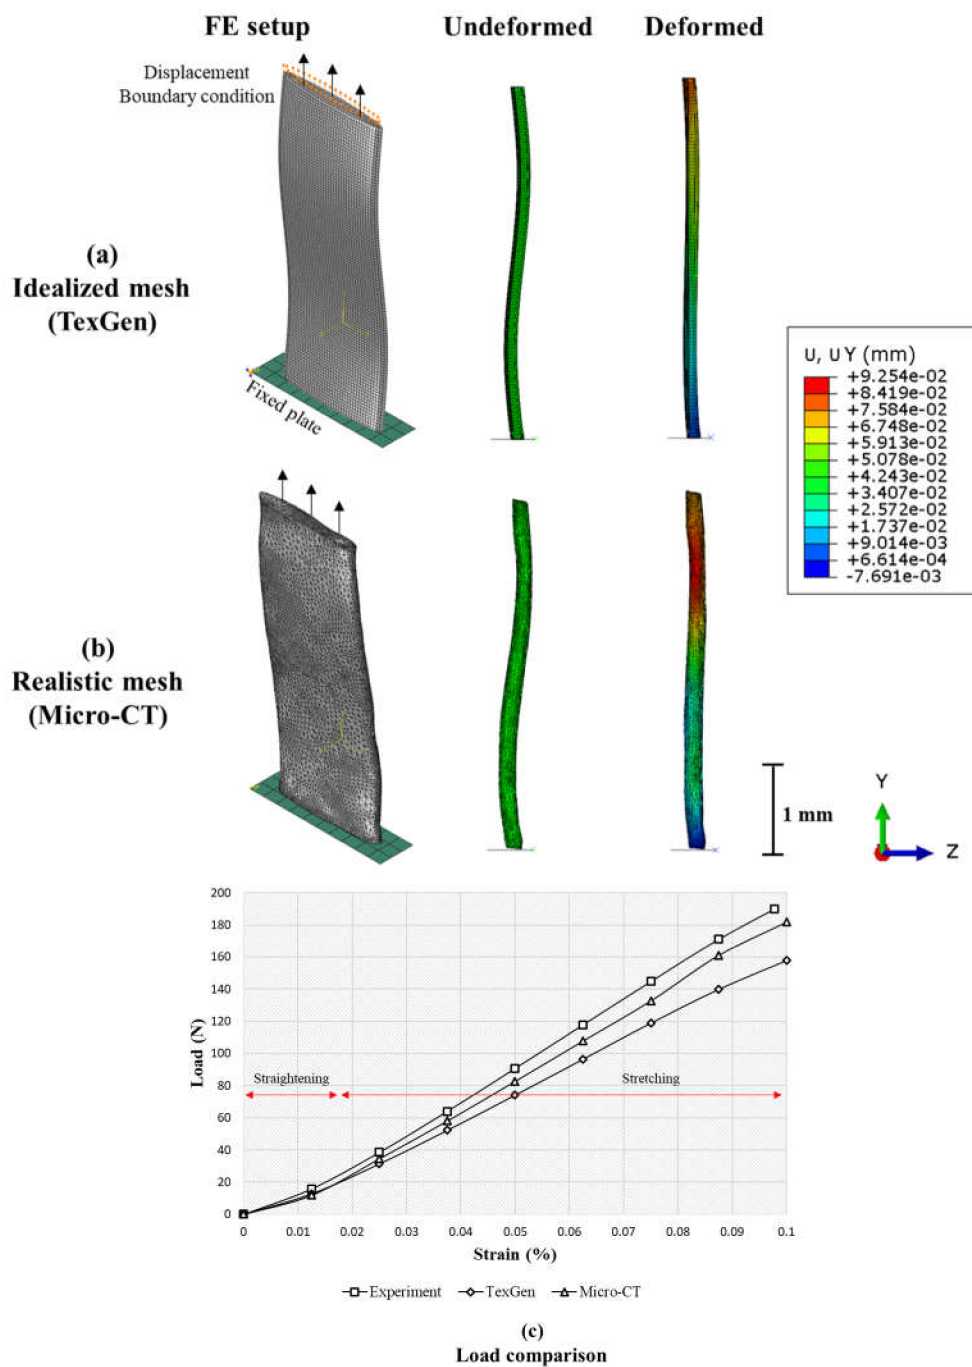 FE setup
Undeformed
Deformed
Displacement
Boundary condition
(a)
Idealized mesh
(TexGen)
Fixed plate
U, U Y (mm)
+9.254e-02
+8.419e-02
+7.584e-02
+6.748e-02
+5.913e-02
+5.078e-02
+4.243e-02
+3.407e-02
+2.572e-02
+1.737e-02
+9.014e-03
+6.614e-04
-7.691e-03
(b)
Realistic mesh
(Micro-CT)
1 mm
Y
Z
200
180
160
140
120
100
80
60
40
20
0
Load (N)
Straightening
Stretching
0 0.01 0.02 0.03 0.04 0.05 0.06 0.07 0.08 0.09 0.1
Strain (%)
Experiment TexGen Micro-CT
(c)
Load comparison